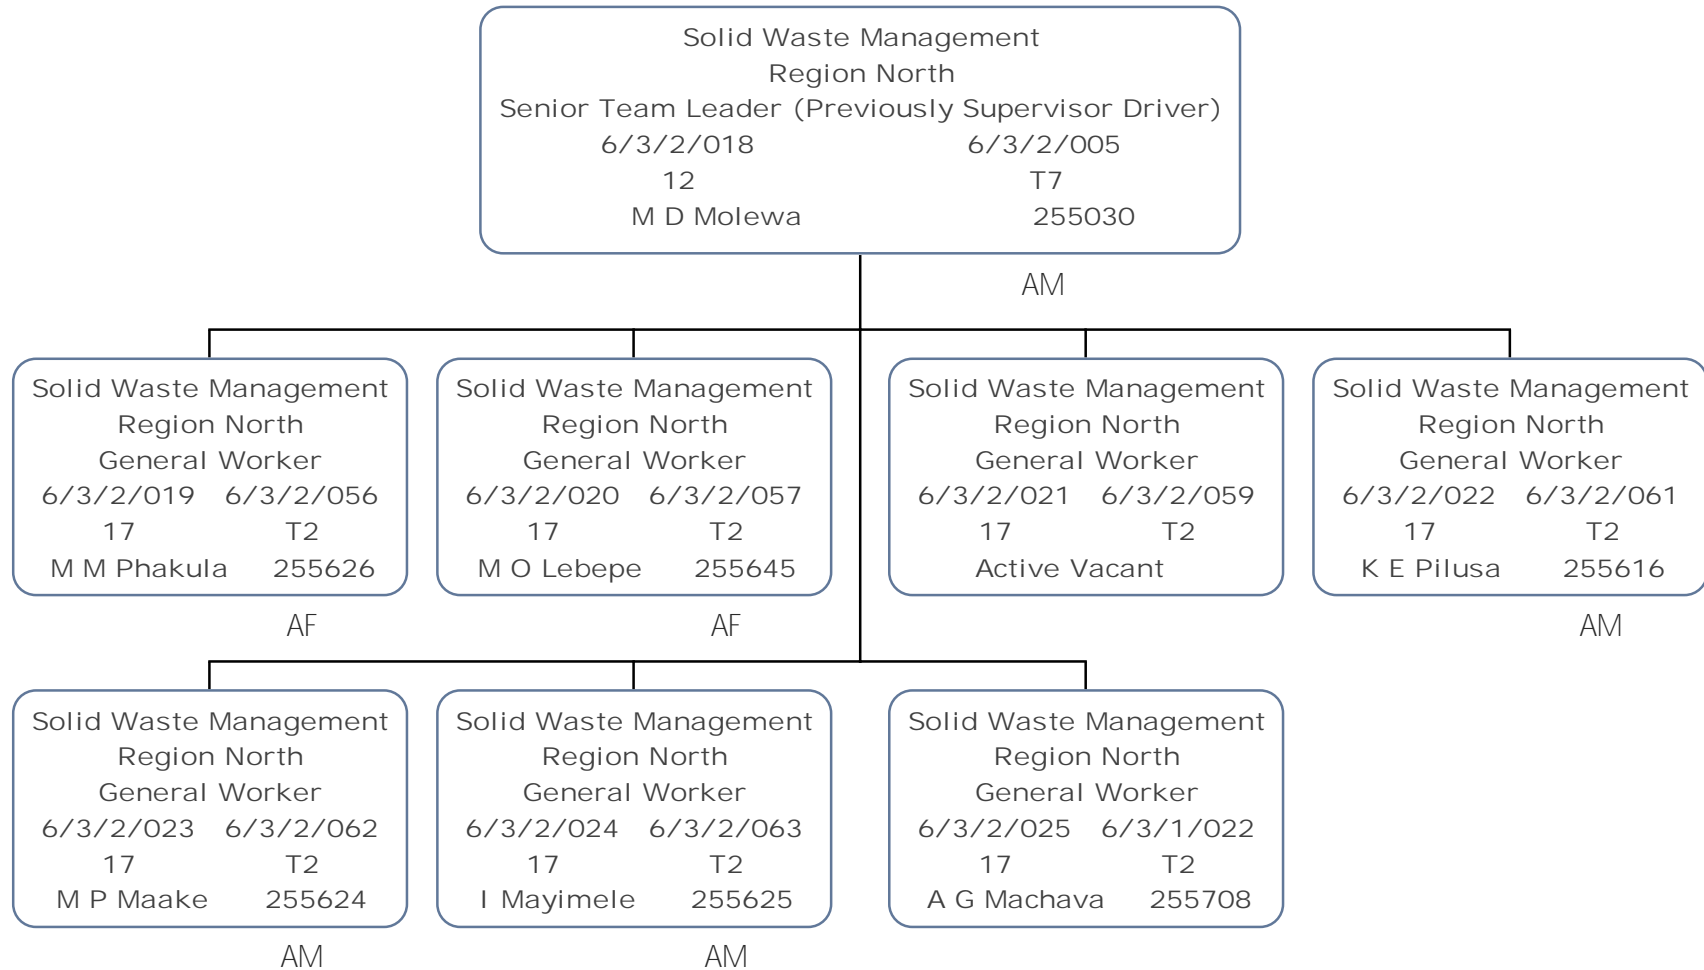 Solid Waste Management
Region North
Senior Team Leader (Previously Supervisor Driver)
6/3/2/018 6/3/2/005
12 T7
M D Molewa 255030
AM
Solid Waste Management
Region North
General Worker
6/3/2/019 6/3/2/056
17 T2
M M Phakula 255626
AF
Solid Waste Management
Region North
General Worker
6/3/2/020 6/3/2/057
17 T2
M O Lebepe 255645
AF
Solid Waste Management
Region North
General Worker
6/3/2/021 6/3/2/059
17 T2
Active Vacant
Solid Waste Management
Region North
General Worker
6/3/2/022 6/3/2/061
17 T2
K E Pilusa 255616
AM
Solid Waste Management
Region North
General Worker
6/3/2/023 6/3/2/062
17 T2
M P Maake 255624
AM
Solid Waste Management
Region North
General Worker
6/3/2/024 6/3/2/063
17 T2
I Mayimele 255625
AM
Solid Waste Management
Region North
General Worker
6/3/2/025 6/3/1/022
17 T2
A G Machava 255708